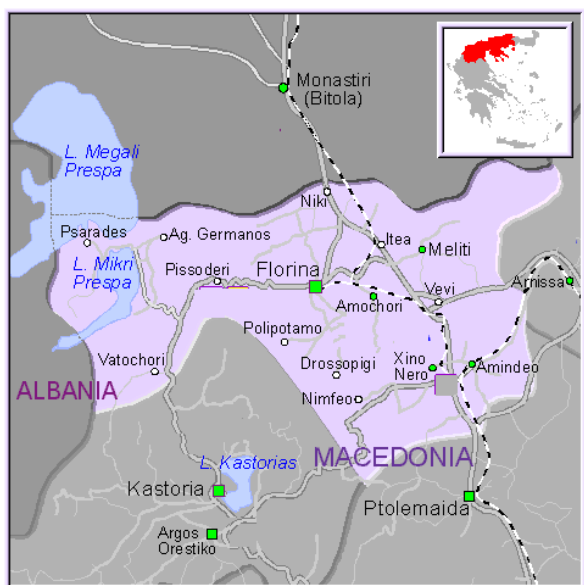 Monastiri
(Bitola)
L. Megali
Prespa
Niki
Psarades
Ag. Germanos
Itea
Meliti
L. Mikri
Prespa
Pissoderi
Florina
Arnissa
Vevi
Amochori
Polipotamo
Vatochori
Drossopigi
Xino
Nero
Amindeo
ALBANIA
Nimfeo
MACEDONIA
L. Kastorias
Kastoria
Ptolemaida
Argos
Orestiko